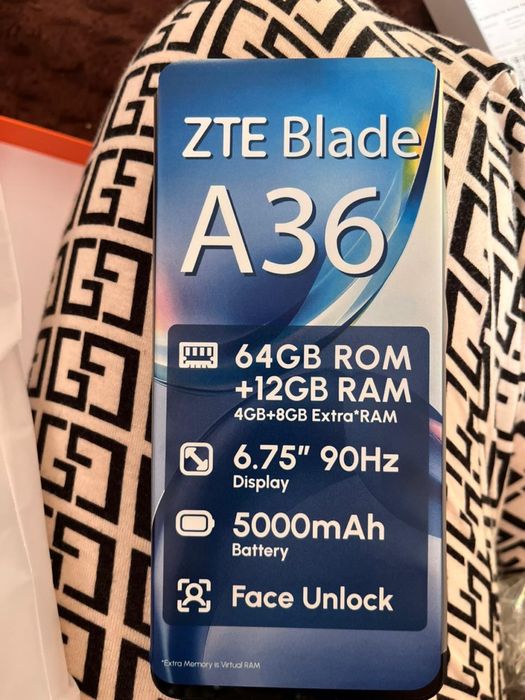 ZTE Blade
A36
64GB ROM
+12GB RAM
4GB+8GB Extra*RAM
6.75" 90Hz
Display
5000mAh
Battery
Face Unlock
*Extra Memory is Virtual RAM